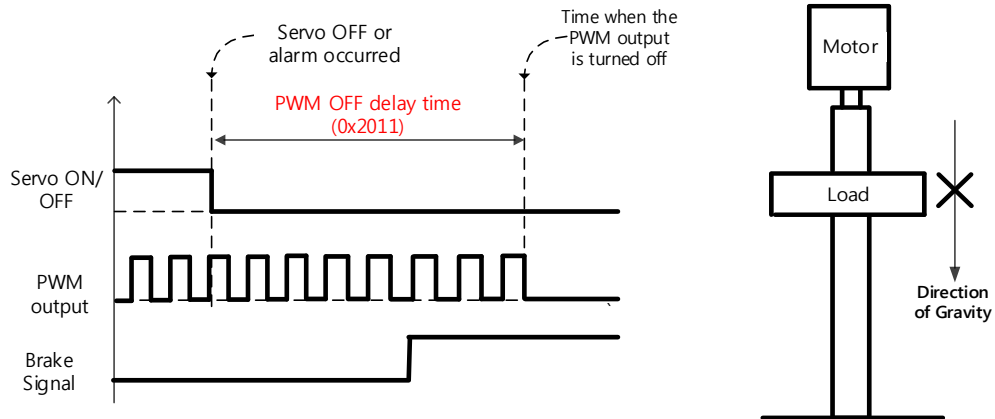 Servo OFF or
alarm occurred
Time when the
PWM output
is turned off
PWM OFF delay time
(0x2011)
Servo ON/
OFF
PWM
output
Brake
Signal
Motor
Load
Direction
of Gravity